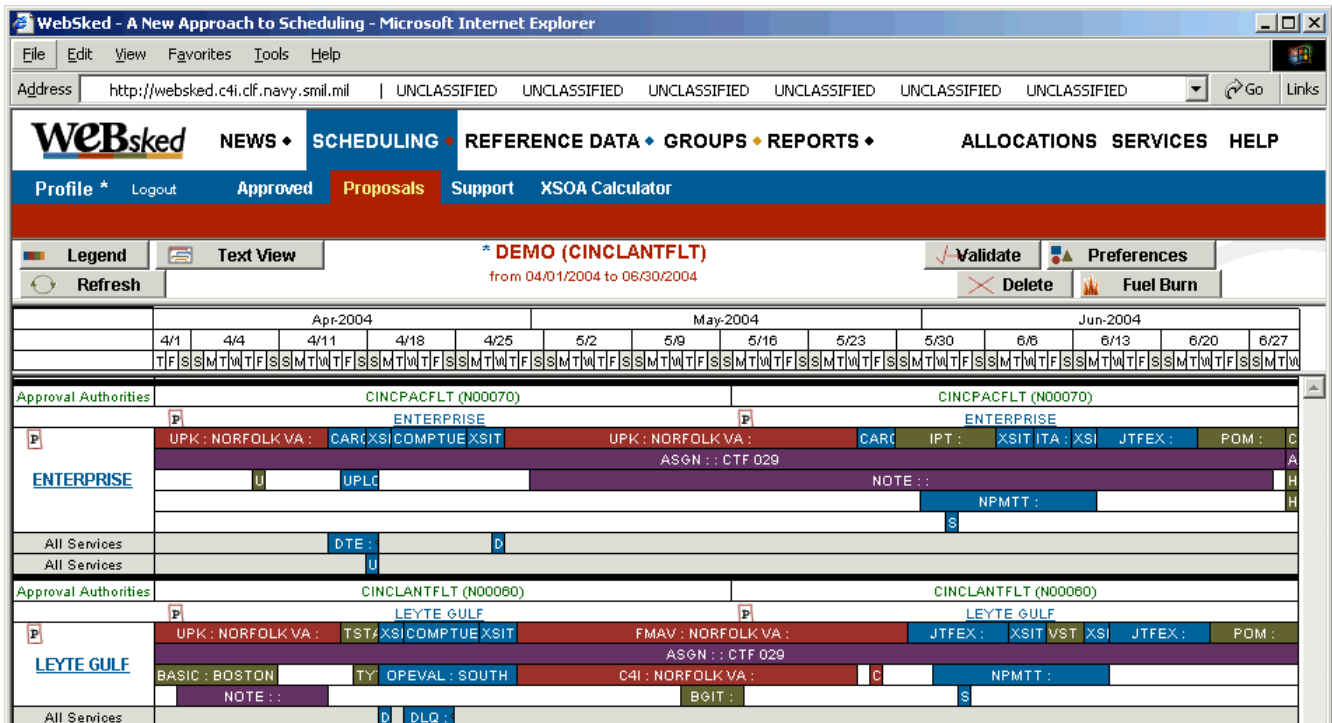 WebSked - A New Approach to Scheduling - Microsoft Internet Explorer
File Edit View Favorites Tools Help
Address http://websked.c4i.clf.navy.smil.mil | UNCLASSIFIED UNCLASSIFIED UNCLASSIFIED UNCLASSIFIED UNCLASSIFIED UNCLASSIFIED Go Links
WEBsked NEWS SCHEDULING REFERENCE DATA GROUPS REPORTS ALLOCATIONS SERVICES HELP
Profile * Logout Approved Proposals Support XSOA Calculator
Legend Text View * DEMO (CINCLANTFLT) Validate Preferences
Refresh from 04/01/2004 to 06/30/2004 Delete Fuel Burn
Apr-2004 May-2004 Jun-2004
4/1 4/4 4/11 4/18 4/25 5/2 5/9 5/16 5/23 5/30 6/6 6/13 6/20 6/27
T F S S M T W T F S S M T W T F S S M T W T F S S M T W T F S S M T W T F S S M T W T F S S M T W T F S S M T W T F S S M T W T F S S M T W T F S S M T W T F S S M T W T F S S M T W T F S S M T W
Approval Authorities CINCPACFLT (N00070) CINCPACFLT (N00070)
P ENTERPRISE P ENTERPRISE
P UPK : NORFOLK VA : CARQ XSI COMPTUE XSIT UPK : NORFOLK VA : CARQ IPT : XSIT ITA : XSI JTFEX : POM : C
ASGN : : CTF 029 A
ENTERPRISE U UPLO NOTE : : H
NPMTT : H
S
All Services DTE : D
All Services U
Approval Authorities CINCLANTFLT (N00060) CINCLANTFLT (N00060)
P LEYTE GULF P LEYTE GULF
P UPK : NORFOLK VA : TSTA XSI COMPTUE XSIT FMAV : NORFOLK VA : JTFEX : XSIT VST XSI JTFEX : POM :
ASGN : : CTF 029
LEYTE GULF BASIC : BOSTON TY OPEVAL : SOUTH C4I : NORFOLK VA : C NPMTT :
NOTE : : BGIT : S
All Services D DLQ :